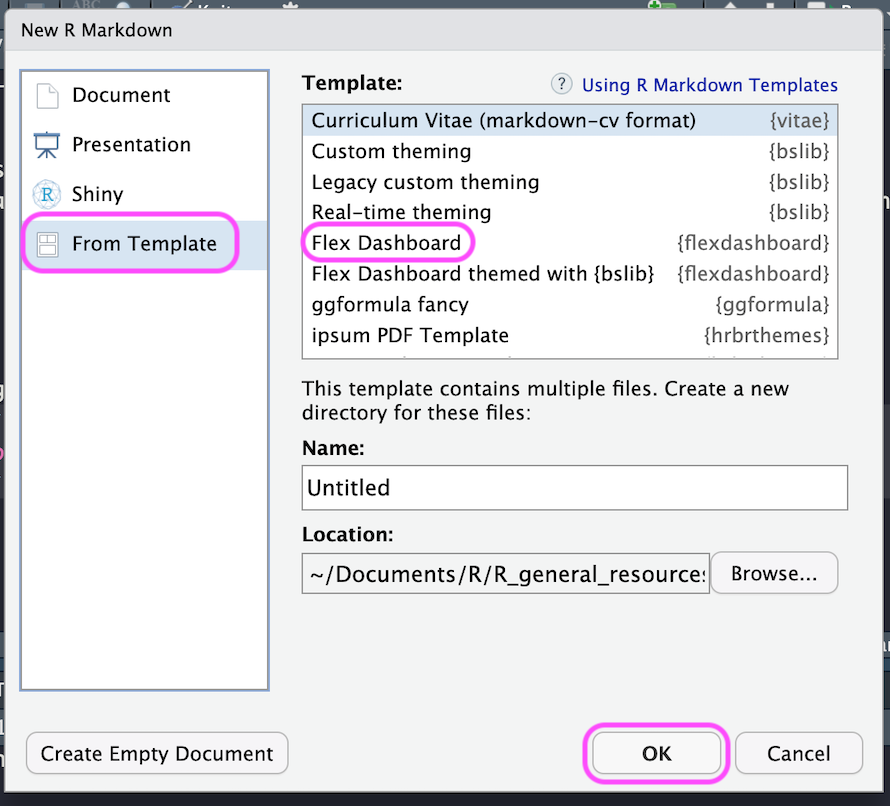 New R Markdown
Document
Presentation
Shiny
From Template
Template:
? Using R Markdown Templates
Curriculum Vitae (markdown-cv format) {vitae}
Custom theming {bslib}
Legacy custom theming {bslib}
Real-time theming {bslib}
Flex Dashboard {flexdashboard}
Flex Dashboard themed with {bslib} {flexdashboard}
ggformula fancy {ggformula}
ipsum PDF Template {hrbrthemes}
This template contains multiple files. Create a new
directory for these files:
Name:
Untitled
Location:
~/Documents/R/R_general_resources
Browse...
Create Empty Document
OK
Cancel